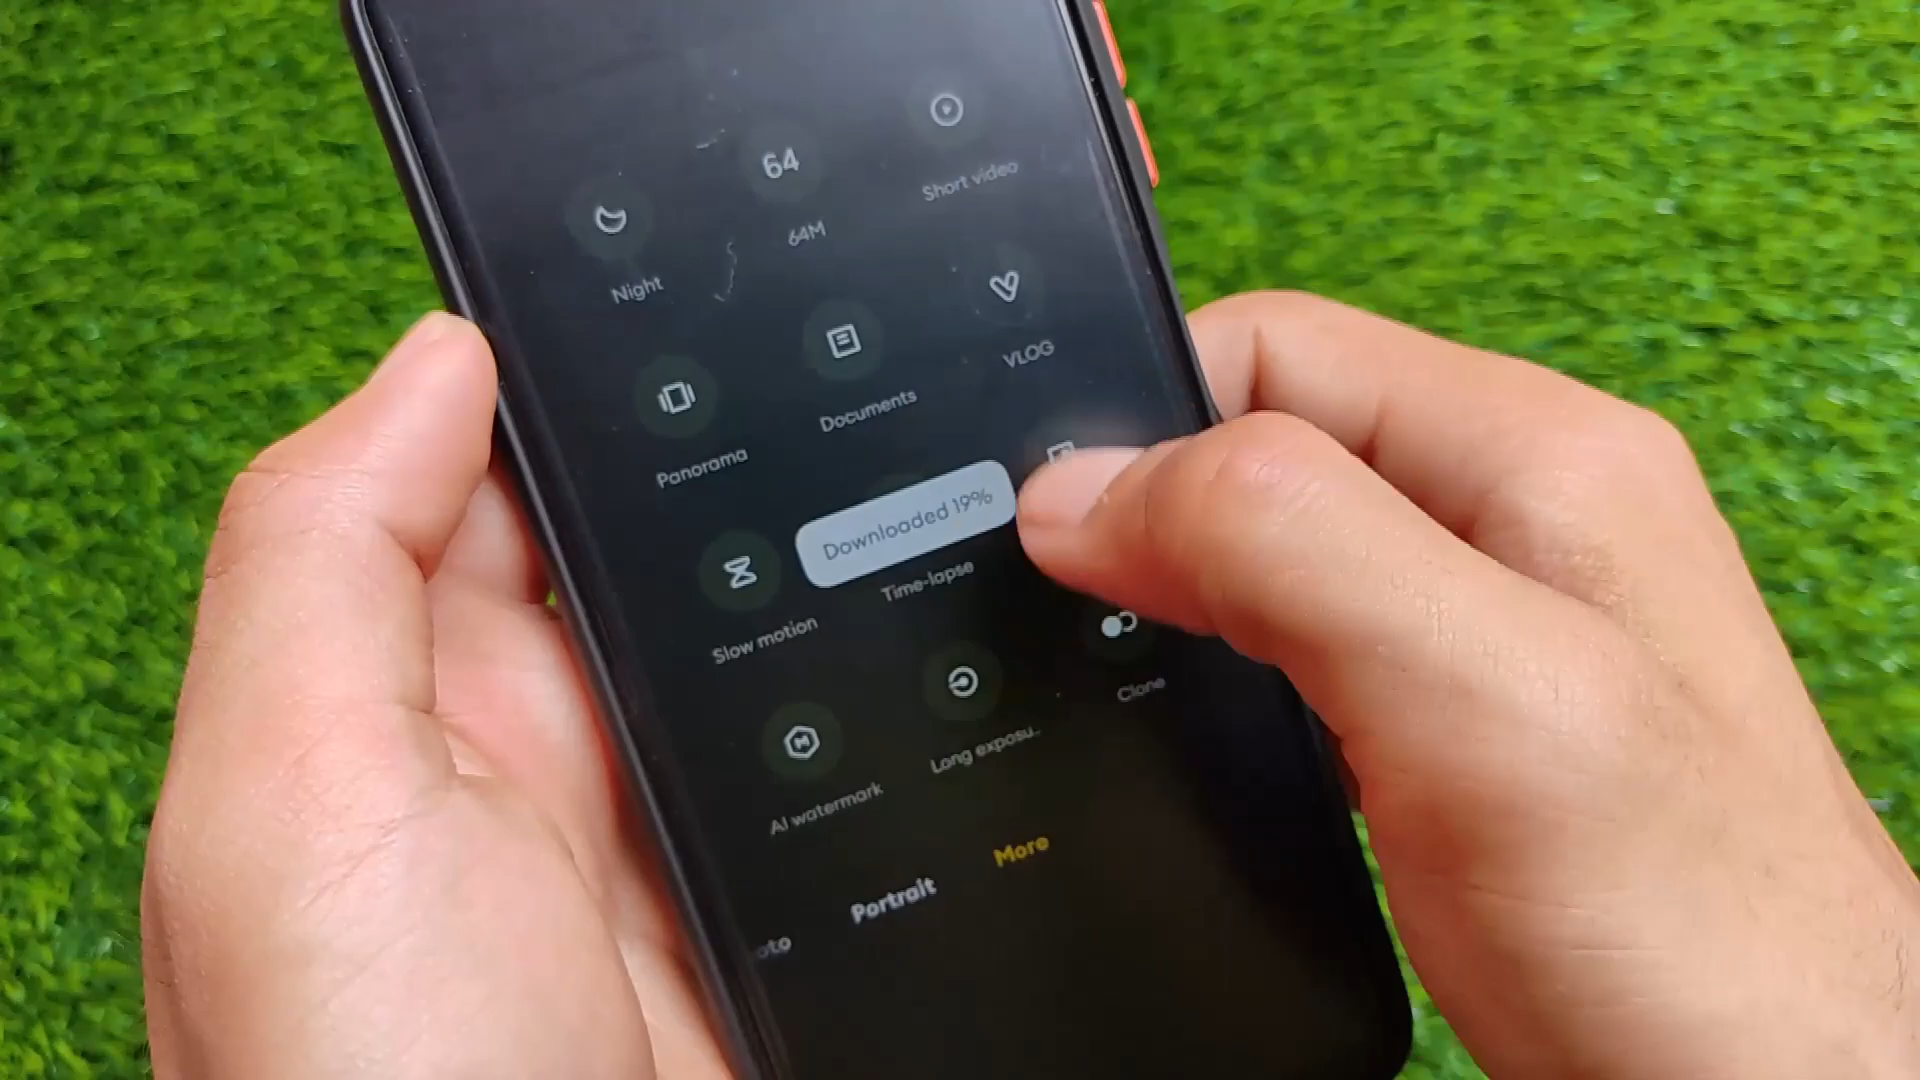 64
Short video
64M
Night
VLOG
Documents
Panorama
Downloaded 19%
Time-lapse
Slow motion
Clone
Long exposu..
AI watermark
More
Portrait
oto